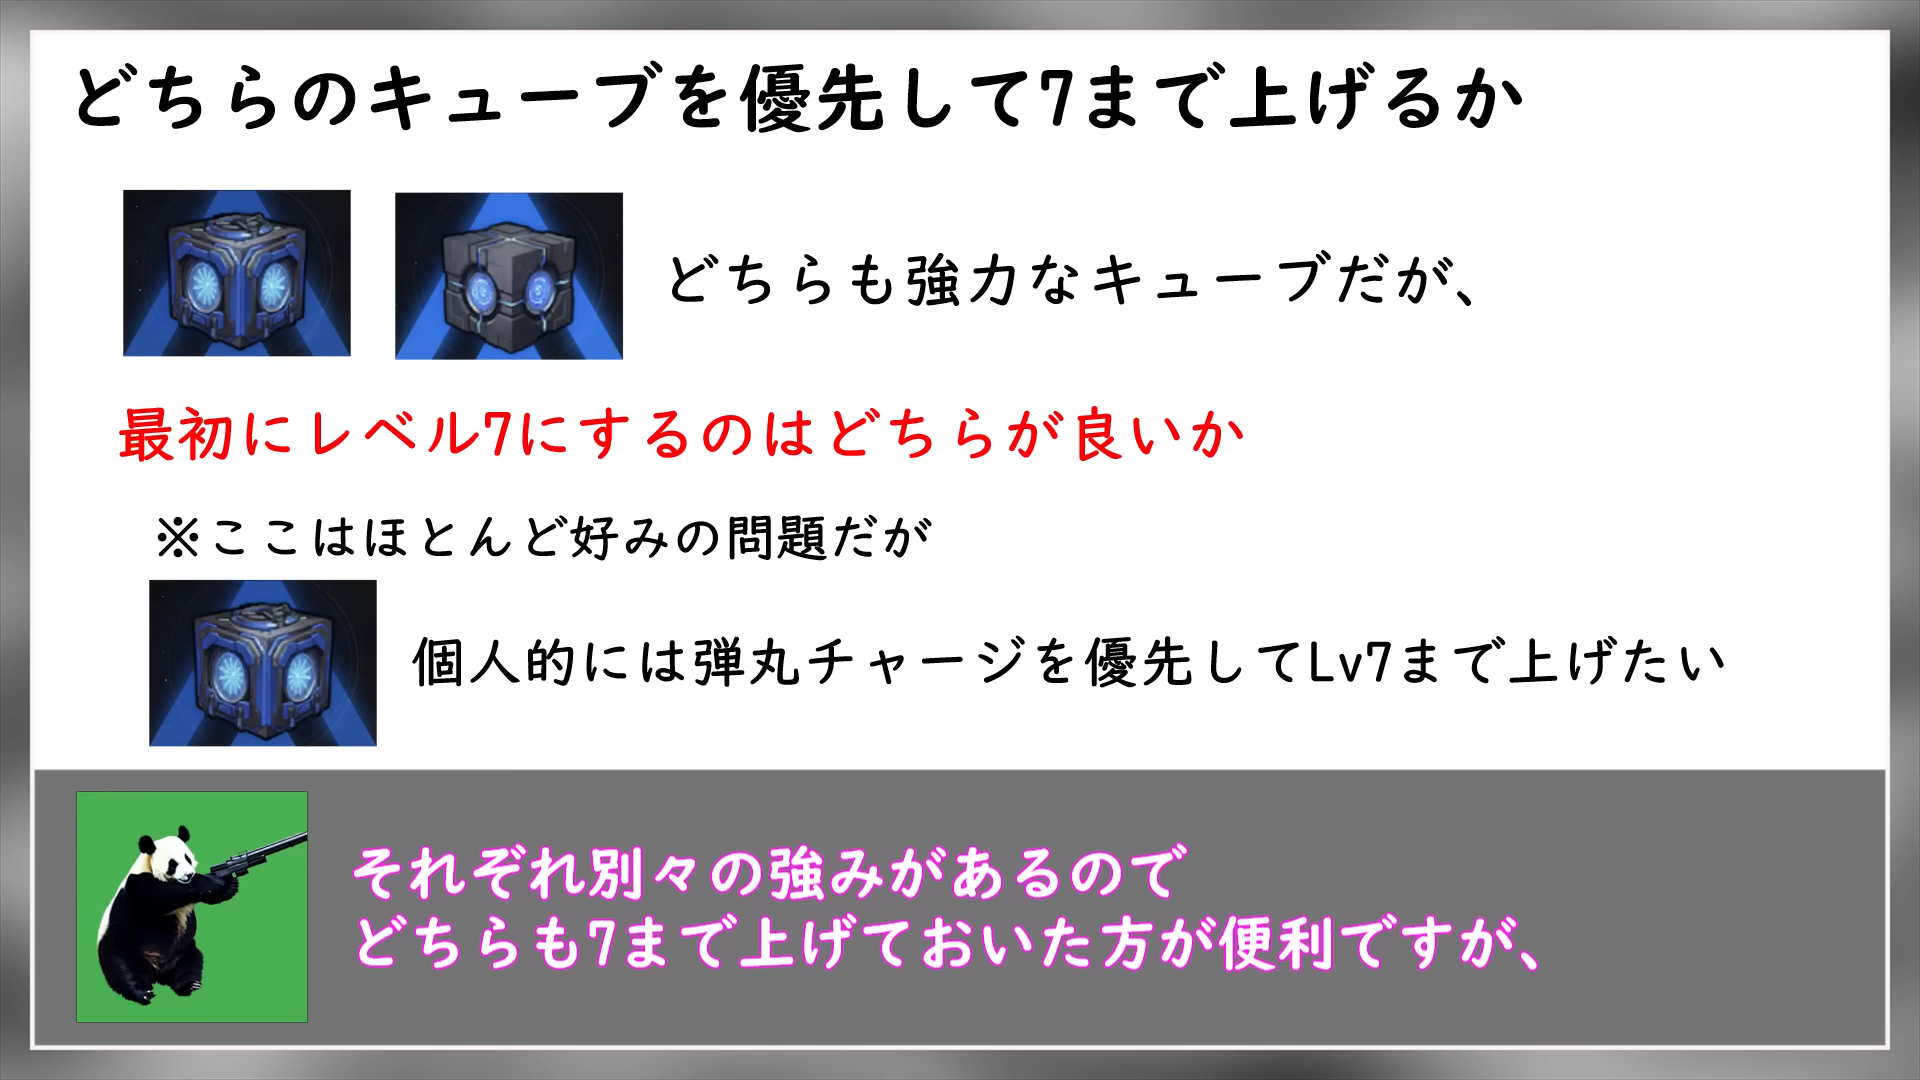 どちらのキューブを優先して7まで上げるか
どちらも強力なキューブだが、
最初にレベル7にするのはどちらが良いか
※ここはほとんど好みの問題だが
個人的には弾丸チャージを優先してLv7まで上げたい
それぞれ別々の強みがあるので
どちらも7まで上げておいた方が便利ですが、